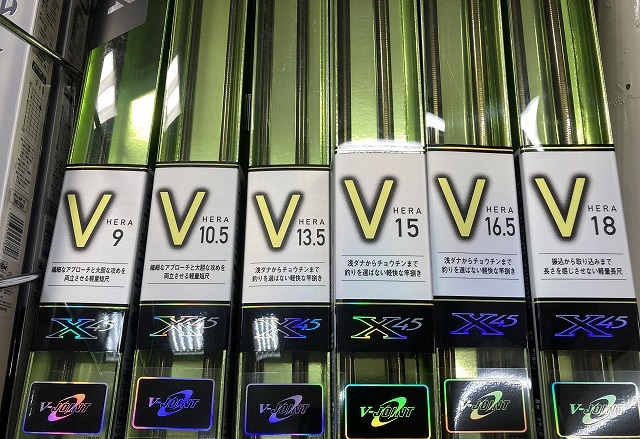 V HERA 9
繊細なアプローチと大胆な攻めを
両立させる軽量短尺
X45
V-JOINT
V HERA 10.5
繊細なアプローチと大胆な攻めを
両立させる軽量短尺
X45
V-JOINT
V HERA 13.5
浅ダナからチョウチンまで
釣りを選ばない軽快な竿捌き
X45
V-JOINT
V HERA 15
浅ダナからチョウチンまで
釣りを選ばない軽快な竿捌き
X45
V-JOINT
V HERA 16.5
浅ダナからチョウチンまで
釣りを選ばない軽快な竿捌き
X45
V-JOINT
V HERA 18
振込から取り込みまで
長さを感じさせない軽量長尺
X45
V-JOINT